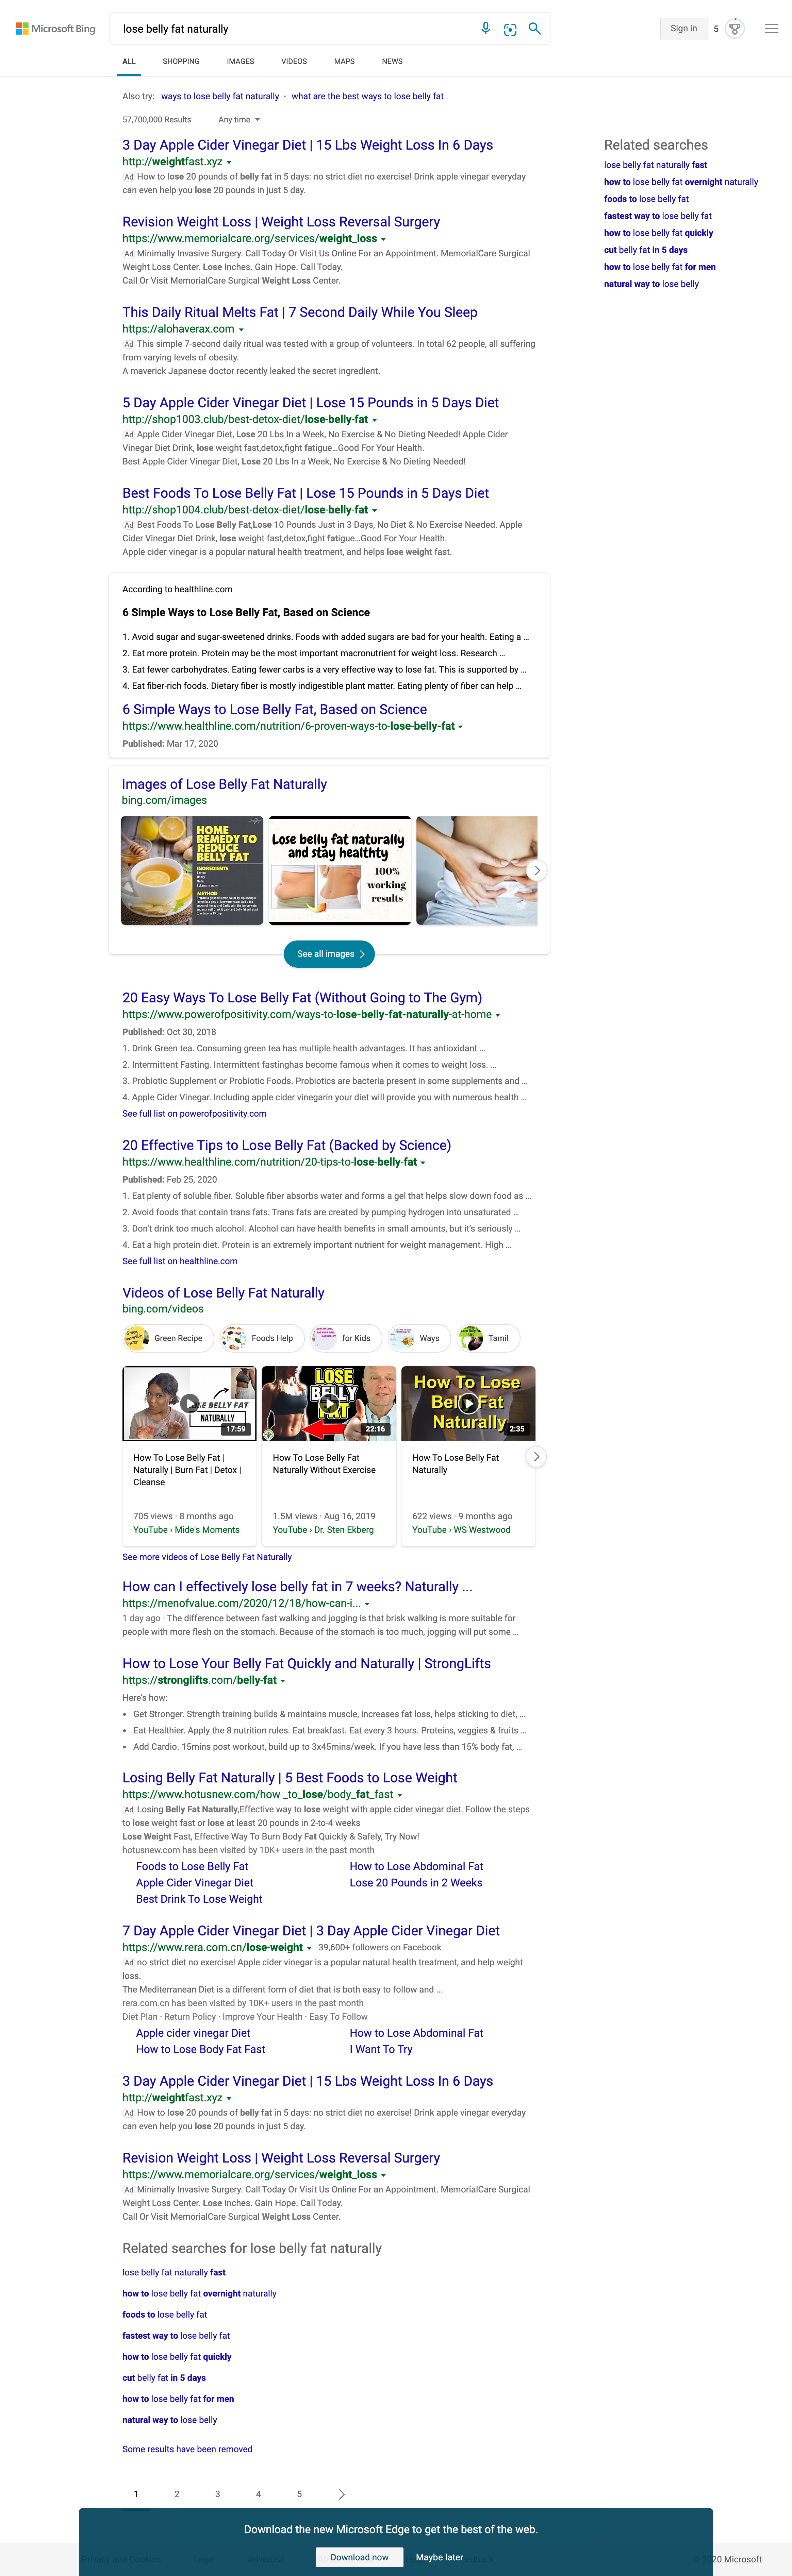 Microsoft Bing
lose belly fat naturally
Sign in
5
ALL
SHOPPING
IMAGES
VIDEOS
MAPS
NEWS
Also try: ways to lose belly fat naturally · what are the best ways to lose belly fat
57,700,000 Results
Any time
3 Day Apple Cider Vinegar Diet | 15 Lbs Weight Loss In 6 Days
http://weightfast.xyz
Ad How to lose 20 pounds of belly fat in 5 days: no strict diet no exercise! Drink apple vinegar everyday
can even help you lose 20 pounds in just 5 day.
Revision Weight Loss | Weight Loss Reversal Surgery
https://www.memorialcare.org/services/weight_loss
Ad Minimally Invasive Surgery. Call Today Or Visit Us Online For an Appointment. MemorialCare Surgical
Weight Loss Center. Lose Inches. Gain Hope. Call Today.
Call Or Visit MemorialCare Surgical Weight Loss Center.
This Daily Ritual Melts Fat | 7 Second Daily While You Sleep
https://alohaverax.com
Ad This simple 7-second daily ritual was tested with a group of volunteers. In total 62 people, all suffering
from varying levels of obesity.
A maverick Japanese doctor recently leaked the secret ingredient.
5 Day Apple Cider Vinegar Diet | Lose 15 Pounds in 5 Days Diet
http://shop1003.club/best-detox-diet/lose-belly-fat
Ad Apple Cider Vinegar Diet, Lose 20 Lbs In a Week, No Exercise & No Dieting Needed! Apple Cider
Vinegar Diet Drink, lose weight fast,detox,fight fatigue...Good For Your Health.
Best Apple Cider Vinegar Diet, Lose 20 Lbs In a Week, No Exercise & No Dieting Needed!
Best Foods To Lose Belly Fat | Lose 15 Pounds in 5 Days Diet
http://shop1004.club/best-detox-diet/lose-belly-fat
Ad Best Foods To Lose Belly Fat,Lose 10 Pounds Just in 3 Days, No Diet & No Exercise Needed. Apple
Cider Vinegar Diet Drink, lose weight fast,detox,fight fatigue...Good For Your Health.
Apple cider vinegar is a popular natural health treatment, and helps lose weight fast.
Related searches
lose belly fat naturally fast
how to lose belly fat overnight naturally
foods to lose belly fat
fastest way to lose belly fat
how to lose belly fat quickly
cut belly fat in 5 days
how to lose belly fat for men
natural way to lose belly
According to healthline.com
6 Simple Ways to Lose Belly Fat, Based on Science
1. Avoid sugar and sugar-sweetened drinks. Foods with added sugars are bad for your health. Eating a ...
2. Eat more protein. Protein may be the most important macronutrient for weight loss. Research ...
3. Eat fewer carbohydrates. Eating fewer carbs is a very effective way to lose fat. This is supported by ...
4. Eat fiber-rich foods. Dietary fiber is mostly indigestible plant matter. Eating plenty of fiber can help ...
6 Simple Ways to Lose Belly Fat, Based on Science
https://www.healthline.com/nutrition/6-proven-ways-to-lose-belly-fat
Published: Mar 17, 2020
Images of Lose Belly Fat Naturally
bing.com/images
HOME
REMEDY TO
REDUCE
BELLY FAT
INGREDIENTS
METHOD
Lose belly fat naturally
and stay healthty
100%
working
results
See all images
20 Easy Ways To Lose Belly Fat (Without Going to The Gym)
https://www.powerofpositivity.com/ways-to-lose-belly-fat-naturally-at-home
Published: Oct 30, 2018
1. Drink Green tea. Consuming green tea has multiple health advantages. It has antioxidant ...
2. Intermittent Fasting. Intermittent fastinghas become famous when it comes to weight loss. ...
3. Probiotic Supplement or Probiotic Foods. Probiotics are bacteria present in some supplements and ...
4. Apple Cider Vinegar. Including apple cider vinegarin your diet will provide you with numerous health ...
See full list on powerofpositivity.com
20 Effective Tips to Lose Belly Fat (Backed by Science)
https://www.healthline.com/nutrition/20-tips-to-lose-belly-fat
Published: Feb 25, 2020
1. Eat plenty of soluble fiber. Soluble fiber absorbs water and forms a gel that helps slow down food as ...
2. Avoid foods that contain trans fats. Trans fats are created by pumping hydrogen into unsaturated ...
3. Don't drink too much alcohol. Alcohol can have health benefits in small amounts, but it's seriously ...
4. Eat a high protein diet. Protein is an extremely important nutrient for weight management. High ...
See full list on healthline.com
Videos of Lose Belly Fat Naturally
bing.com/videos
Green Recipe
Foods Help
for Kids
Ways
Tamil
LOSE BELLY FAT
NATURALLY
17:59
LOSE
BELLY
FAT
22:16
How To Lose
Belly Fat
Naturally
2:35
How To Lose Belly Fat |
Naturally | Burn Fat | Detox |
Cleanse
705 views · 8 months ago
YouTube › Mide's Moments
How To Lose Belly Fat
Naturally Without Exercise
1.5M views · Aug 16, 2019
YouTube › Dr. Sten Ekberg
How To Lose Belly Fat
Naturally
622 views · 9 months ago
YouTube › WS Westwood
See more videos of Lose Belly Fat Naturally
How can I effectively lose belly fat in 7 weeks? Naturally ...
https://menofvalue.com/2020/12/18/how-can-i...
1 day ago · The difference between fast walking and jogging is that brisk walking is more suitable for
people with more flesh on the stomach. Because of the stomach is too much, jogging will put some ...
How to Lose Your Belly Fat Quickly and Naturally | StrongLifts
https://stronglifts.com/belly-fat
Here's how:
• Get Stronger. Strength training builds & maintains muscle, increases fat loss, helps sticking to diet, ...
• Eat Healthier. Apply the 8 nutrition rules. Eat breakfast. Eat every 3 hours. Proteins, veggies & fruits ...
• Add Cardio. 15mins post workout, build up to 3x45mins/week. If you have less than 15% body fat, ...
Losing Belly Fat Naturally | 5 Best Foods to Lose Weight
https://www.hotusnew.com/how _to_lose/body_fat_fast
Ad Losing Belly Fat Naturally,Effective way to lose weight with apple cider vinegar diet. Follow the steps
to lose weight fast or lose at least 20 pounds in 2-to-4 weeks
Lose Weight Fast, Effective Way To Burn Body Fat Quickly & Safely, Try Now!
hotusnew.com has been visited by 10K+ users in the past month
Foods to Lose Belly Fat
How to Lose Abdominal Fat
Apple Cider Vinegar Diet
Lose 20 Pounds in 2 Weeks
Best Drink To Lose Weight
7 Day Apple Cider Vinegar Diet | 3 Day Apple Cider Vinegar Diet
https://www.rera.com.cn/lose-weight 39,600+ followers on Facebook
Ad no strict diet no exercise! Apple cider vinegar is a popular natural health treatment, and help weight
loss.
The Mediterranean Diet is a different form of diet that is both easy to follow and ...
rera.com.cn has been visited by 10K+ users in the past month
Diet Plan · Return Policy · Improve Your Health · Easy To Follow
Apple cider vinegar Diet
How to Lose Abdominal Fat
How to Lose Body Fat Fast
I Want To Try
3 Day Apple Cider Vinegar Diet | 15 Lbs Weight Loss In 6 Days
http://weightfast.xyz
Ad How to lose 20 pounds of belly fat in 5 days: no strict diet no exercise! Drink apple vinegar everyday
can even help you lose 20 pounds in just 5 day.
Revision Weight Loss | Weight Loss Reversal Surgery
https://www.memorialcare.org/services/weight_loss
Ad Minimally Invasive Surgery. Call Today Or Visit Us Online For an Appointment. MemorialCare Surgical
Weight Loss Center. Lose Inches. Gain Hope. Call Today.
Call Or Visit MemorialCare Surgical Weight Loss Center.
Related searches for lose belly fat naturally
lose belly fat naturally fast
how to lose belly fat overnight naturally
foods to lose belly fat
fastest way to lose belly fat
how to lose belly fat quickly
cut belly fat in 5 days
how to lose belly fat for men
natural way to lose belly
Some results have been removed
1 2 3 4 5
Download the new Microsoft Edge to get the best of the web.
Download now
Maybe later
20 Microsoft